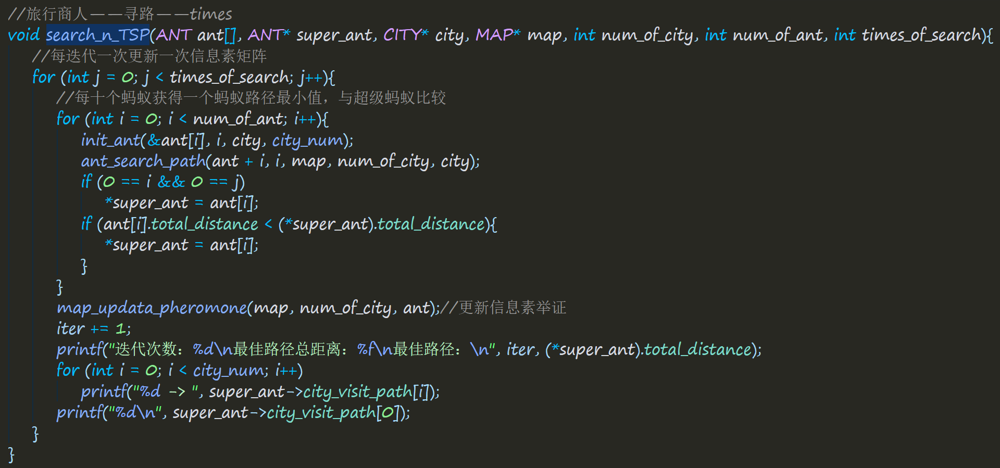 //旅行商人——寻路——times
void search_n_TSP(ANT ant[], ANT* super_ant, CITY* city, MAP* map, int num_of_city, int num_of_ant, int times_of_search){
//每迭代一次更新一次信息素矩阵
for (int j = 0; j < times_of_search; j++){
//每十个蚂蚁获得一个蚂蚁路径最小值，与超级蚂蚁比较
for (int i = 0; i < num_of_ant; i++){
init_ant(&ant[i], i, city, city_num);
ant_search_path(ant + i, i, map, num_of_city, city);
if (0 == i && 0 == j)
*super_ant = ant[i];
if (ant[i].total_distance < (*super_ant).total_distance){
*super_ant = ant[i];
}
}
map_updata_pheromone(map, num_of_city, ant);//更新信息素举证
iter += 1;
printf("迭代次数：%d\n最佳路径总距离：%f\n最佳路径：\n", iter, (*super_ant).total_distance);
for (int i = 0; i < city_num; i++)
printf("%d -> ", super_ant->city_visit_path[i]);
printf("%d\n", super_ant->city_visit_path[0]);
}
}